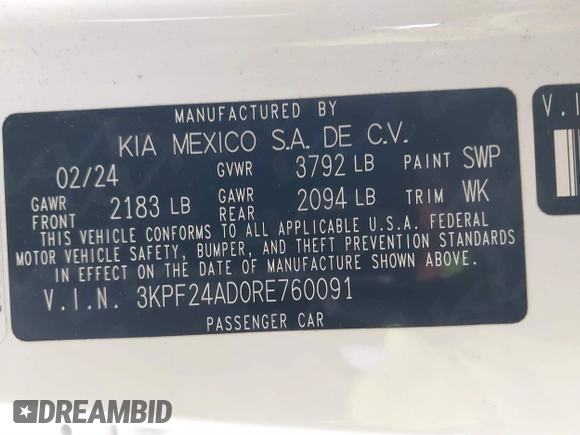 MANUFACTURED BY
KIA MEXICO S.A. DE C.V.
02/24 GVWR 3792 LB PAINT SWP
GAWR FRONT 2183 LB GAWR REAR 2094 LB TRIM WK
THIS VEHICLE CONFORMS TO ALL APPLICABLE U.S.A. FEDERAL
MOTOR VEHICLE SAFETY, BUMPER, AND THEFT PREVENTION STANDARDS
IN EFFECT ON THE DATE OF MANUFACTURE SHOWN ABOVE.
V.I.N. 3KPF24AD0RE760091
PASSENGER CAR
V.I
DREAMBID